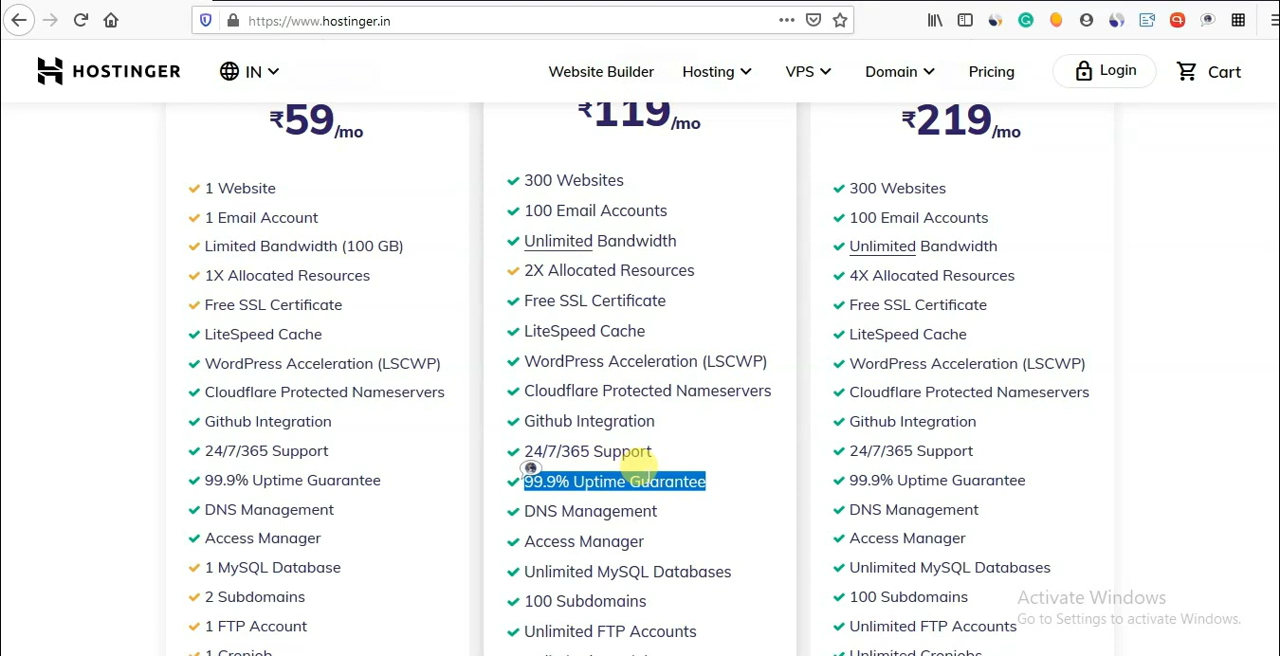 https://www.hostinger.in
HOSTINGER
IN
Website Builder
Hosting
VPS
Domain
Pricing
Login
Cart
₹59/mo
1 Website
1 Email Account
Limited Bandwidth (100 GB)
1X Allocated Resources
Free SSL Certificate
LiteSpeed Cache
WordPress Acceleration (LSCWP)
Cloudflare Protected Nameservers
Github Integration
24/7/365 Support
99.9% Uptime Guarantee
DNS Management
Access Manager
1 MySQL Database
2 Subdomains
1 FTP Account
1 Cronjob
₹119/mo
300 Websites
100 Email Accounts
Unlimited Bandwidth
2X Allocated Resources
Free SSL Certificate
LiteSpeed Cache
WordPress Acceleration (LSCWP)
Cloudflare Protected Nameservers
Github Integration
24/7/365 Support
99.9% Uptime Guarantee
DNS Management
Access Manager
Unlimited MySQL Databases
100 Subdomains
Unlimited FTP Accounts
₹219/mo
300 Websites
100 Email Accounts
Unlimited Bandwidth
4X Allocated Resources
Free SSL Certificate
LiteSpeed Cache
WordPress Acceleration (LSCWP)
Cloudflare Protected Nameservers
Github Integration
24/7/365 Support
99.9% Uptime Guarantee
DNS Management
Access Manager
Unlimited MySQL Databases
100 Subdomains
Unlimited FTP Accounts
Unlimited Cronjobs
Activate Windows
Go to Settings to activate Windows.